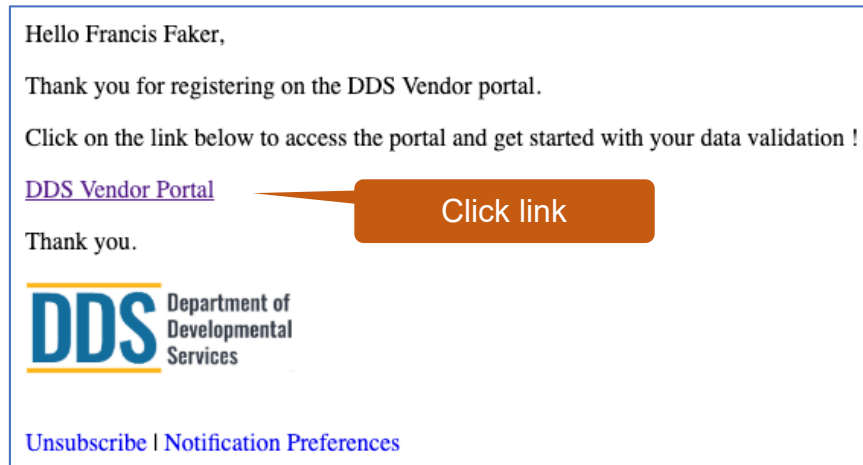 Hello Francis Faker,
Thank you for registering on the DDS Vendor portal.
Click on the link below to access the portal and get started with your data validation !
DDS Vendor Portal
Click link
Thank you.
DDS Department of
Developmental
Services
Unsubscribe | Notification Preferences